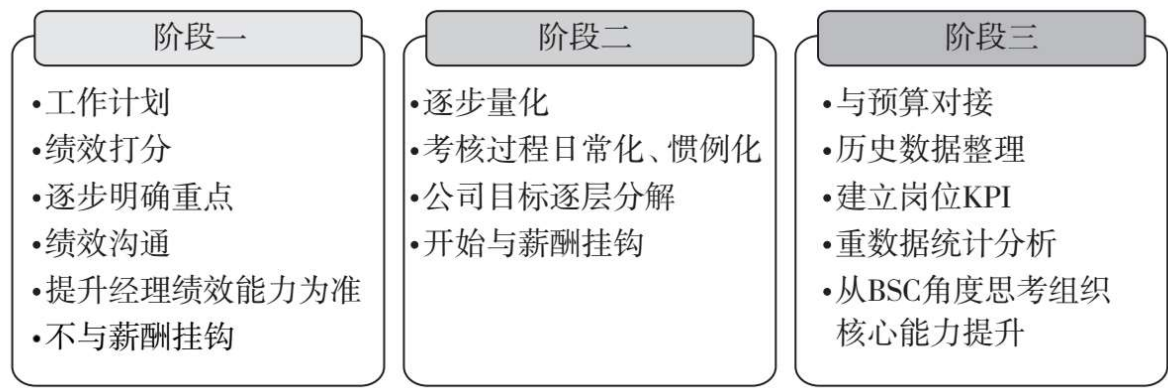 阶段一
•工作计划
•绩效打分
•逐步明确重点
•绩效沟通
•提升经理绩效能力为准
•不与薪酬挂钩
阶段二
•逐步量化
•考核过程日常化、惯例化
•公司目标逐层分解
•开始与薪酬挂钩
阶段三
•与预算对接
•历史数据整理
•建立岗位KPI
•重数据统计分析
•从BSC角度思考组织
核心能力提升